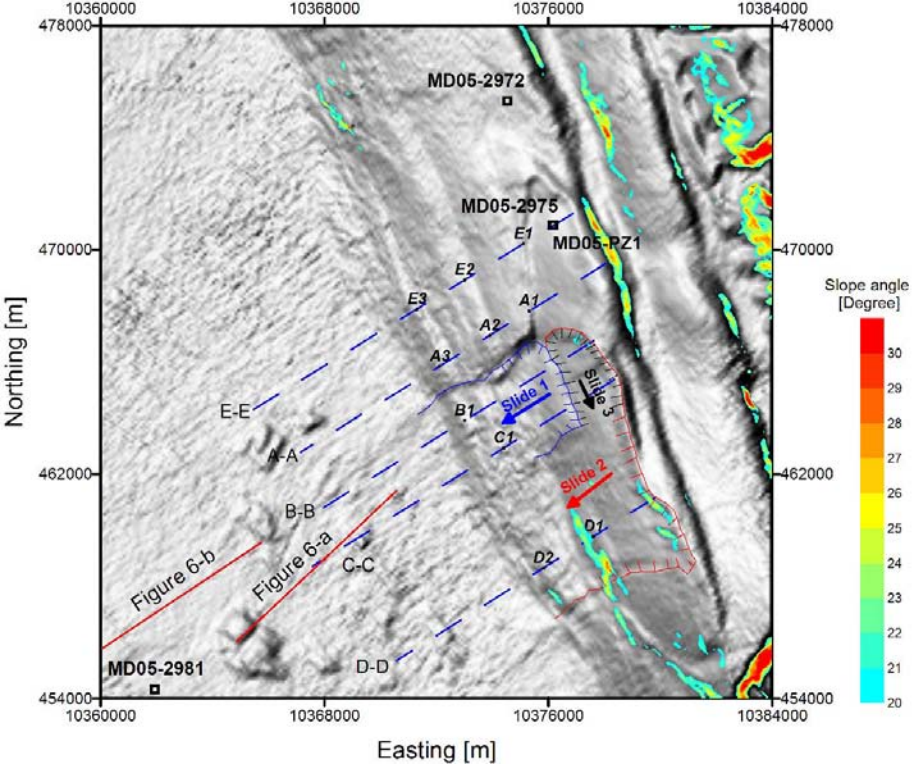 10360000 10368000 10376000 10384000
478000 478000
MD05-2972
MD05-2975
MD05-PZ1
470000 470000
E1
E2
E3
A1
A2
A3
Slope angle
[Degree]
30
28
27
26
25
24
23
22
21
20
Slide 3
Slide 1
B1
C1
E-E
A-A
462000 462000
Slide 2
B-B
D1
D2
C-C
Figure 6-b
Figure 6-a
D-D
MD05-2981
454000 454000
10360000 10368000 10376000 10384000
Northing [m]
Easting [m]